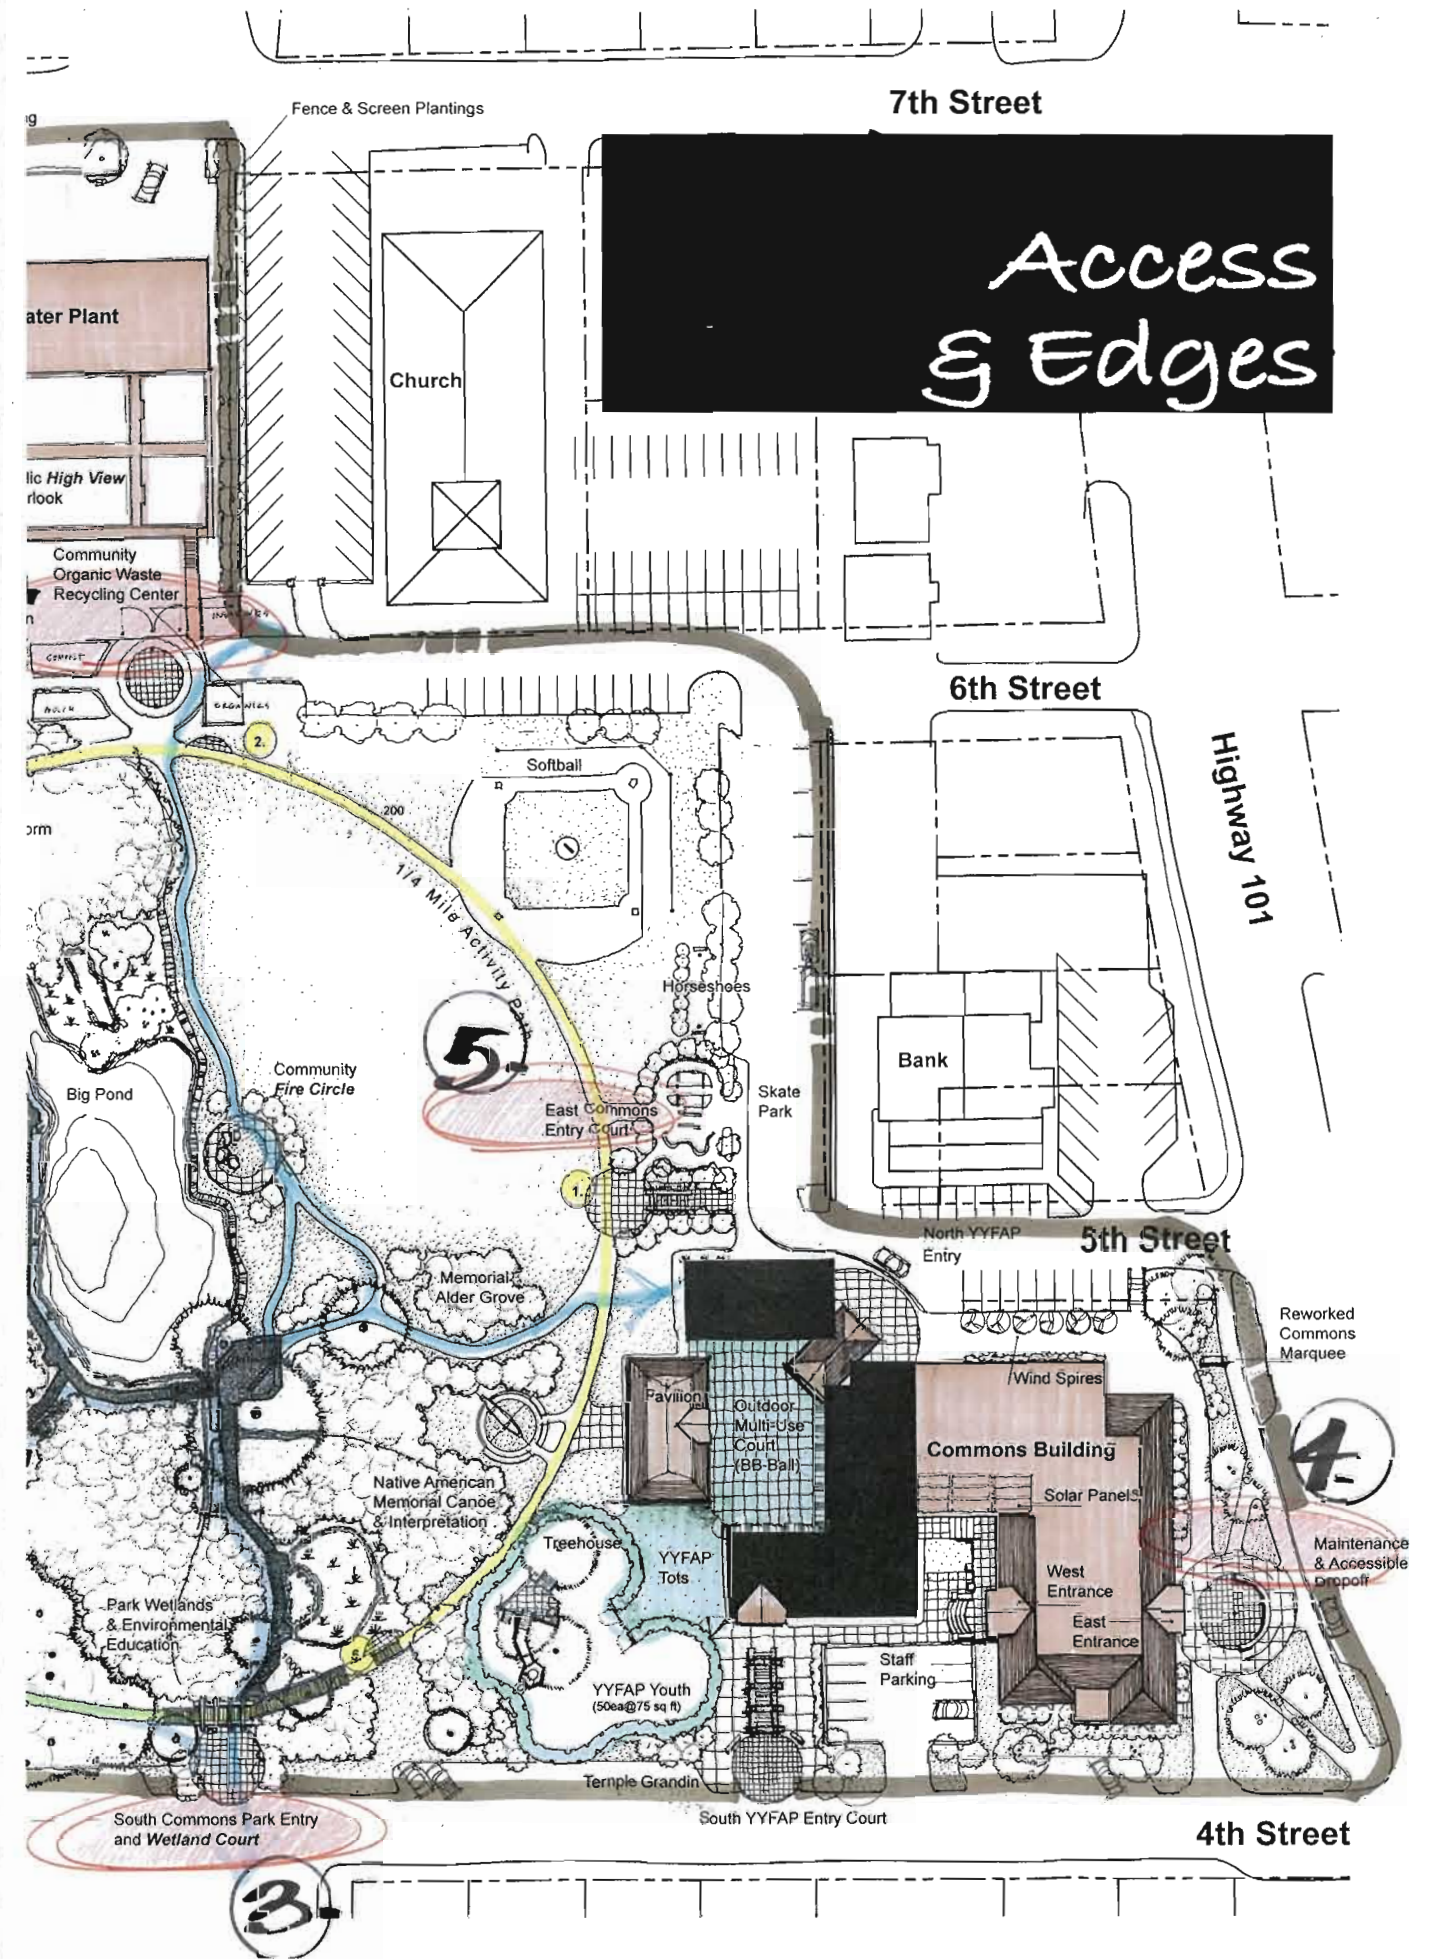 7th Street
Fence & Screen Plantings
Access
& Edges
ater Plant
Church
lic High View
rlook
Community
Organic Waste
Recycling Center
COMPOST
MULCH
ORGANICS
6th Street
Highway 101
2.
Softball
200
orm
1/4 Mile Activity Path
Horseshoes
5.
Big Pond
Community
Fire Circle
East Commons
Entry Court
Skate
Park
Bank
1.
North YYFAP
Entry
5th Street
Memorial
Alder Grove
Reworked
Commons
Marquee
Wind Spires
Pavilion
Outdoor
Multi-Use
Court
(BB-Ball)
Commons Building
Solar Panels
4.
Native American
Memorial Canoe
& Interpretation
Treehouse
YYFAP
Tots
Maintenance
& Accessible
Dropoff
West
Entrance
East
Entrance
Park Wetlands
& Environmental
Education
Staff
Parking
YYFAP Youth
(50ea@75 sq ft)
Temple Grandin
South Commons Park Entry
and Wetland Court
South YYFAP Entry Court
4th Street
3.